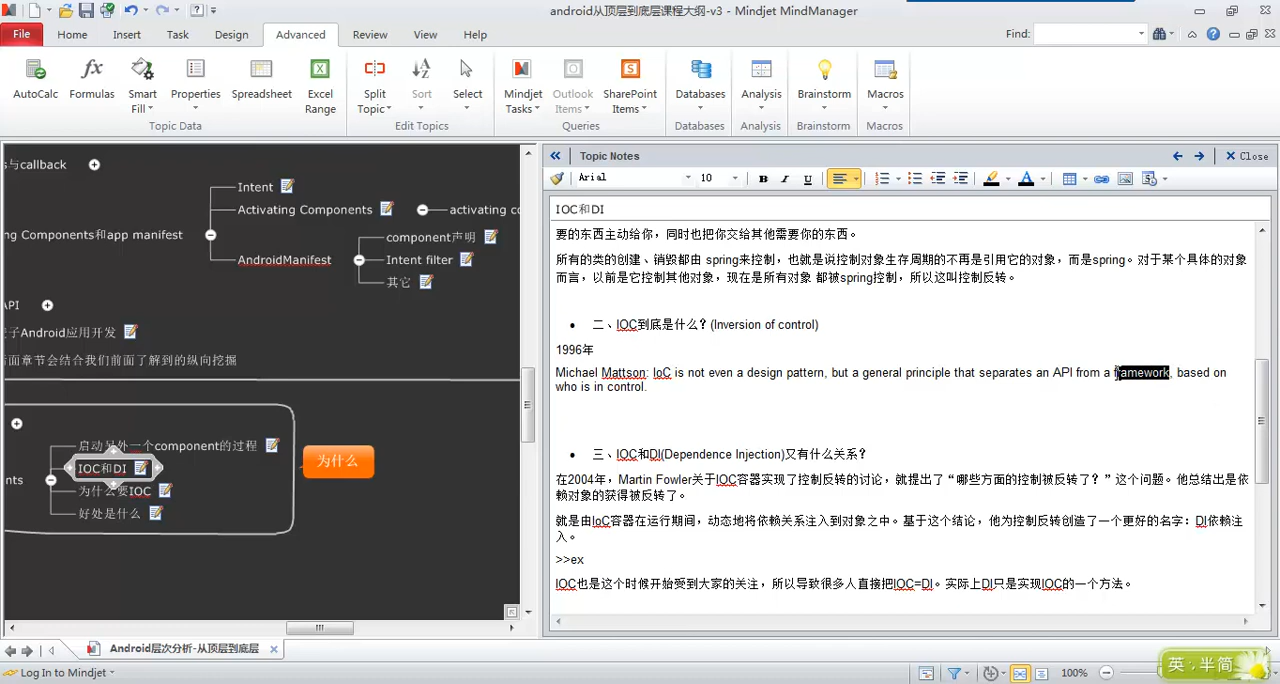 android从顶层到底层课程大纲-v3 - Mindjet MindManager
File Home Insert Task Design Advanced Review View Help Find:
AutoCalc Formulas Smart Fill Properties Spreadsheet Excel Range Split Topic Sort Select Mindjet Tasks Outlook Items SharePoint Items Databases Analysis Brainstorm Macros
Topic Data Edit Topics Queries Databases Analysis Brainstorm Macros
与callback
Intent
Activating Components
activating co
ng Components和app manifest
component声明
AndroidManifest
Intent filter
其它
API
Android应用开发
面章节会结合我们前面了解到的纵向挖掘
启动另外一个component的过程
IOC和DI
nts
为什么要IOC
好处是什么
为什么
Topic Notes Close
Arial 10 B I U
IOC和DI
要的东西主动给你，同时也把你交给其他需要你的东西。
所有的类的创建、销毁都由 spring来控制，也就是说控制对象生存周期的不再是引用它的对象，而是spring。对于某个具体的对象
而言，以前是它控制其他对象，现在是所有对象 都被spring控制，所以这叫控制反转。
• 二、IOC到底是什么? (Inversion of control)
1996年
Michael Mattson: IoC is not even a design pattern, but a general principle that separates an API from a framework, based on
who is in control.
• 三、IOC和DI(Dependence Injection)又有什么关系?
在2004年，Martin Fowler关于IOC容器实现了控制反转的讨论，就提出了“哪些方面的控制被反转了？”这个问题。他总结出是依
赖对象的获得被反转了。
就是由IoC容器在运行期间，动态地将依赖关系注入到对象之中。基于这个结论，他为控制反转创造了一个更好的名字：DI依赖注
入。
>>ex
IOC也是这个时候开始受到大家的关注，所以导致很多人直接把IOC=DI。实际上DI只是实现IOC的一个方法。
Android层次分析-从顶层到底层
Log In to Mindjet
100%
英 · , 半 简